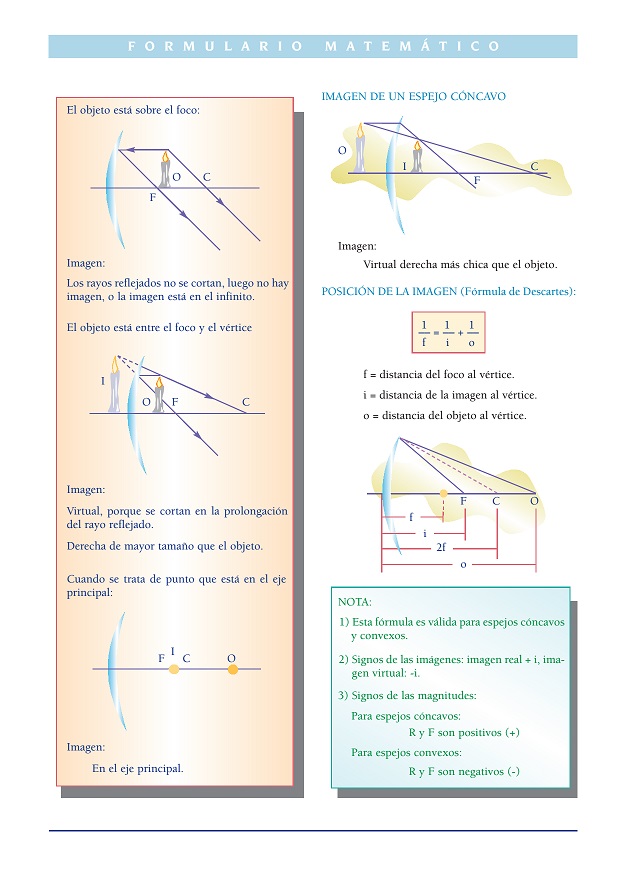 FORMULARIO MATEMÁTICO
El objeto está sobre el foco:
O
C
F
Imagen:
Los rayos reflejados no se cortan, luego no hay
imagen, o la imagen está en el infinito.
El objeto está entre el foco y el vértice
I
O
F
C
Imagen:
Virtual, porque se cortan en la prolongación
del rayo reflejado.
Derecha de mayor tamaño que el objeto.
Cuando se trata de punto que está en el eje
principal:
F
I
C
O
Imagen:
En el eje principal.
IMAGEN DE UN ESPEJO CÓNCAVO
O
I
F
C
Imagen:
Virtual derecha más chica que el objeto.
POSICIÓN DE LA IMAGEN (Fórmula de Descartes):
1/f = 1/i + 1/o
f = distancia del foco al vértice.
i = distancia de la imagen al vértice.
o = distancia del objeto al vértice.
F
C
O
f
i
2f
o
NOTA:
1) Esta fórmula es válida para espejos cóncavos
y convexos.
2) Signos de las imágenes: imagen real + i, ima-
gen virtual: -i.
3) Signos de las magnitudes:
Para espejos cóncavos:
R y F son positivos (+)
Para espejos convexos:
R y F son negativos (-)